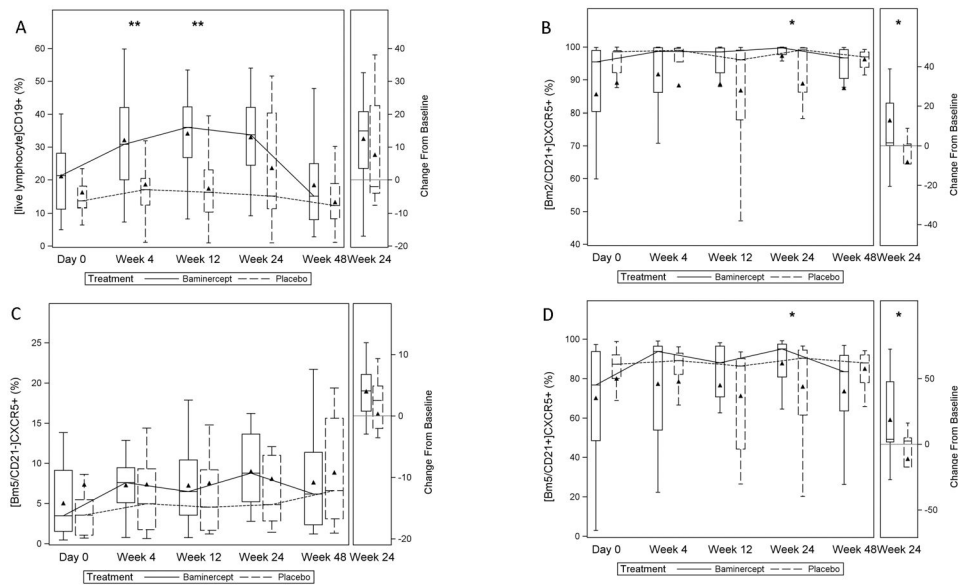 A
** **
[live lymphocyte]CD19+ (%)
60
50
40
30
20
10
0
40
30
20
10
0
-10
-20
Change From Baseline
Day 0 Week 4 Week 12 Week 24 Week 48 Week 24
Treatment Baminercept Placebo
B
* *
[Bm2/CD21+]CXCR5+ (%)
100
90
80
70
60
50
40
40
0
-40
Change From Baseline
Day 0 Week 4 Week 12 Week 24 Week 48 Week 24
Treatment Baminercept Placebo
C
[Bm5/CD21-]CXCR5+ (%)
25
20
15
10
5
0
10
0
-10
-20
Change From Baseline
Day 0 Week 4 Week 12 Week 24 Week 48 Week 24
Treatment Baminercept Placebo
D
* *
[Bm5/CD21+]CXCR5+ (%)
100
80
60
40
20
0
50
0
-50
Change From Baseline
Day 0 Week 4 Week 12 Week 24 Week 48 Week 24
Treatment Baminercept Placebo